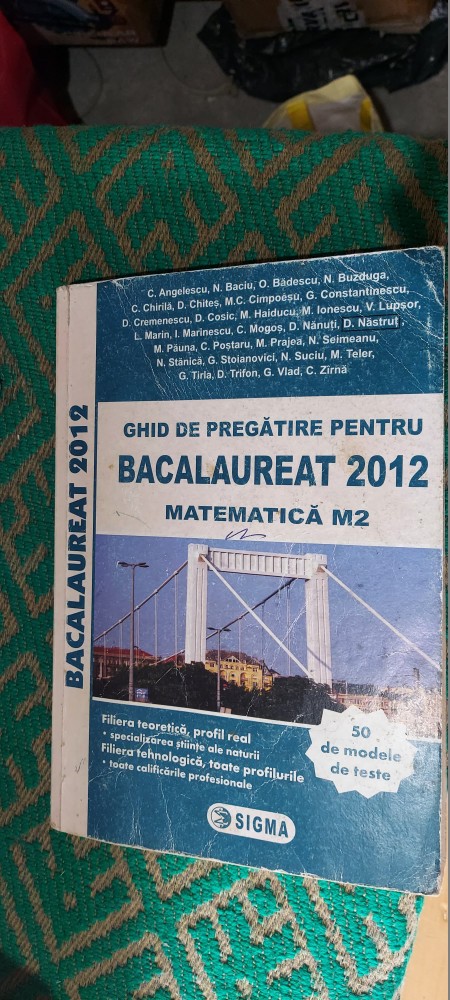 C. Angelescu, N. Baciu, O. Bădescu, N. Buzduga,
C. Chirilă, D. Chiteș, M.C. Cimpoeșu, G. Constantinescu,
D. Cremenescu, D. Cosic, M. Haiducu, M. Ionescu, V. Lupșor,
L. Marin, I. Marinescu, C. Mogoș, D. Nănuți, D. Năstruț,
M. Păuna, C. Poștaru, M. Prajea, N. Seimeanu,
N. Stănică, G. Stoianovici, N. Suciu, M. Teler,
G. Tirla, D. Trifon, G. Vlad, C. Zîrnă
GHID DE PREGĂTIRE PENTRU
BACALAUREAT 2012
MATEMATICĂ M2
BACALAUREAT 2012
Filiera teoretică, profil real
• specializarea științe ale naturii
Filiera tehnologică, toate profilurile
• toate calificările profesionale
50
de modele
de teste
SIGMA